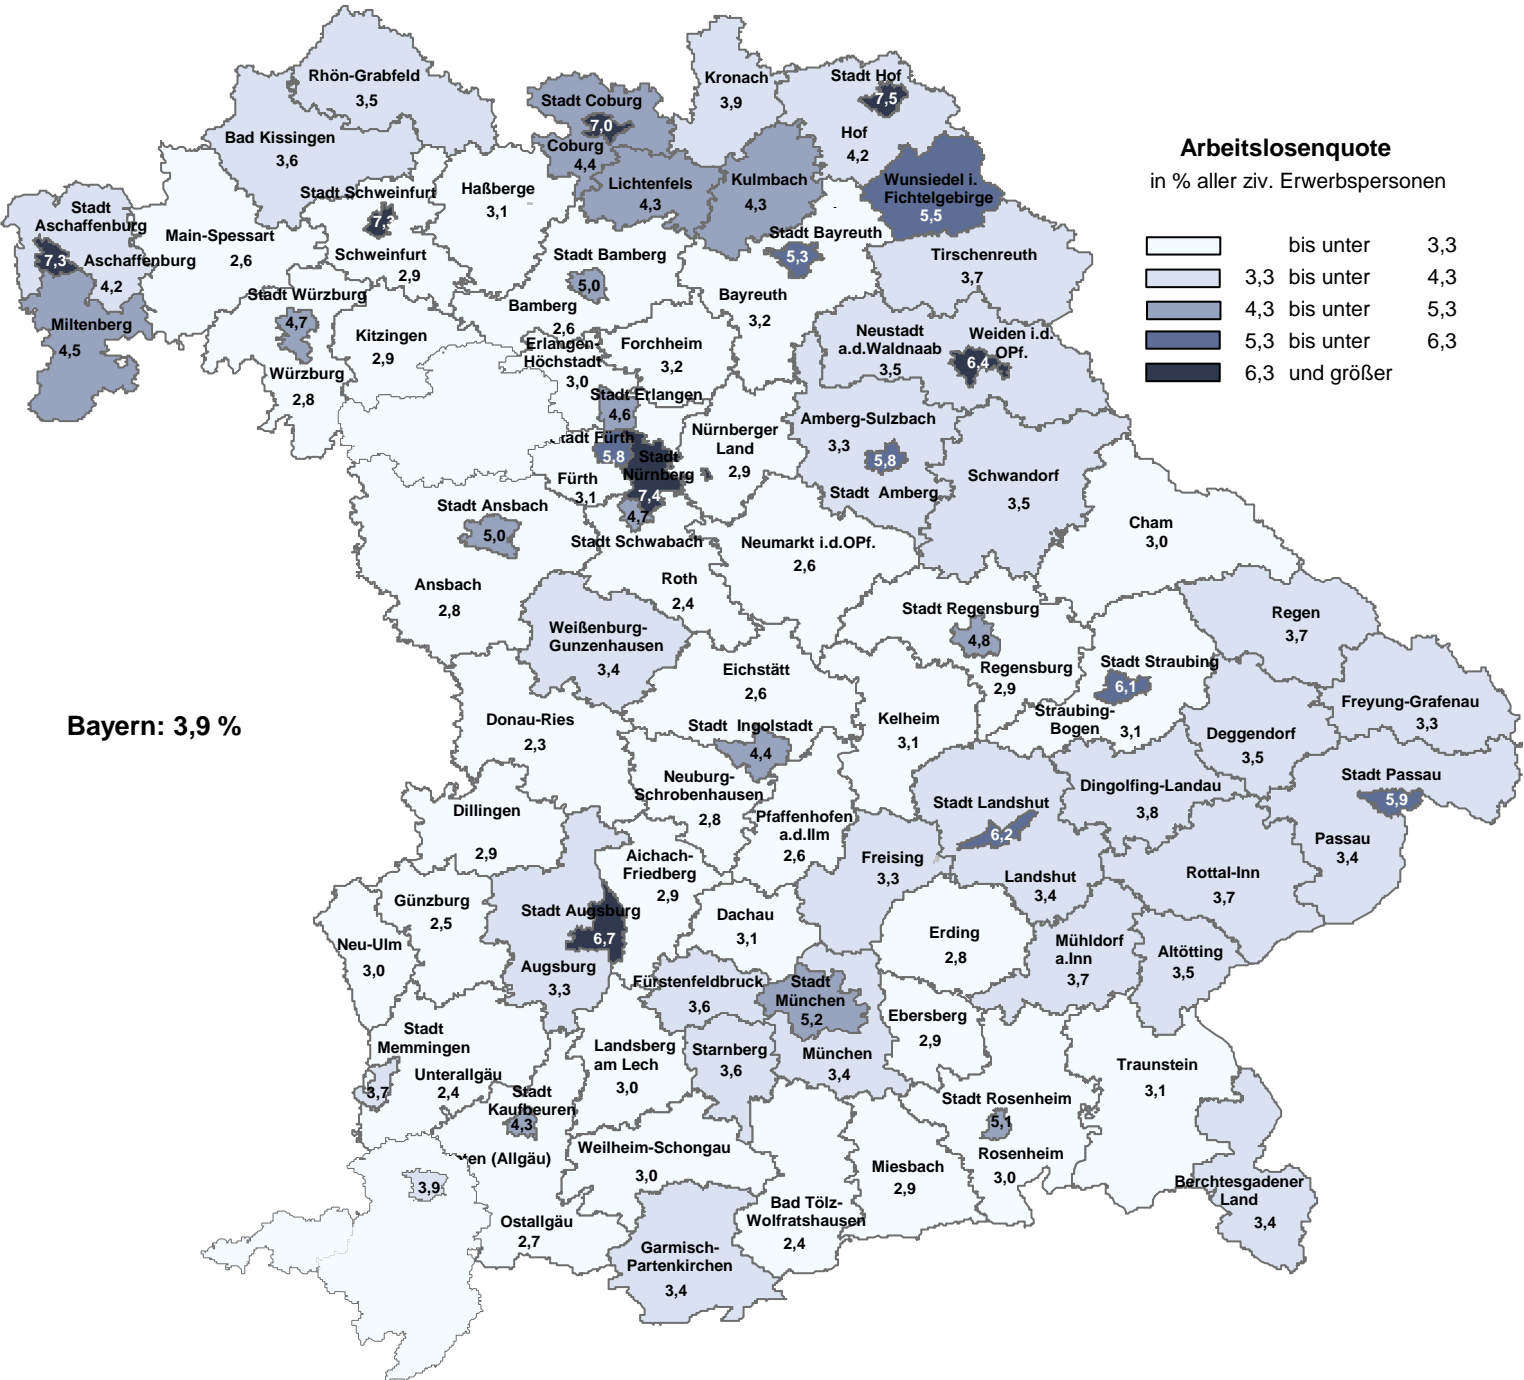 Arbeitslosenquote
in % aller ziv. Erwerbspersonen
bis unter 3,3
3,3 bis unter 4,3
4,3 bis unter 5,3
5,3 bis unter 6,3
6,3 und größer
Bayern: 3,9 %
Rhön-Grabfeld
3,5
Bad Kissingen
3,6
Stadt Coburg
7,0
Coburg
4,4
Kronach
3,9
Stadt Hof
7,5
Hof
4,2
Lichtenfels
4,3
Kulmbach
4,3
Wunsiedel i.
Fichtelgebirge
5,5
Stadt
Aschaffenburg
7,3
Aschaffenburg
4,2
Main-Spessart
2,6
Stadt Schweinfurt
Schweinfurt
2,9
Haßberge
3,1
Stadt Bamberg
5,0
Bamberg
2,6
Stadt Bayreuth
5,3
Bayreuth
3,2
Tirschenreuth
3,7
Miltenberg
4,5
Stadt Würzburg
4,7
Würzburg
2,8
Kitzingen
2,9
Erlangen-
Höchstadt
3,0
Forchheim
3,2
Neustadt
a.d.Waldnaab
3,5
Weiden i.d.
OPf.
6,4
Stadt Erlangen
4,6
Stadt Fürth
5,8
Fürth
3,1
Stadt
Nürnberg
7,4
Nürnberger
Land
2,9
Amberg-Sulzbach
3,3
5,8
Stadt Amberg
Schwandorf
3,5
Cham
3,0
Stadt Ansbach
5,0
Ansbach
2,8
4,7
Stadt Schwabach
Roth
2,4
Neumarkt i.d.OPf.
2,6
Weißenburg-
Gunzenhausen
3,4
Stadt Regensburg
4,8
Regensburg
2,9
Stadt Straubing
6,1
Straubing-
Bogen
3,1
Regen
3,7
Freyung-Grafenau
3,3
Eichstätt
2,6
Stadt Ingolstadt
4,4
Kelheim
3,1
Deggendorf
3,5
Donau-Ries
2,3
Neuburg-
Schrobenhausen
2,8
Pfaffenhofen
a.d.Ilm
2,6
Stadt Landshut
6,2
Landshut
3,4
Dingolfing-Landau
3,8
Stadt Passau
5,9
Passau
3,4
Rottal-Inn
3,7
Dillingen
2,9
Aichach-
Friedberg
2,9
Freising
3,3
Günzburg
2,5
Neu-Ulm
3,0
Stadt Augsburg
6,7
Augsburg
3,3
Dachau
3,1
Erding
2,8
Mühldorf
a.Inn
3,7
Altötting
3,5
Fürstenfeldbruck
3,6
Stadt
München
5,2
München
3,4
Ebersberg
2,9
Stadt
Memmingen
3,7
Unterallgäu
2,4
Landsberg
am Lech
3,0
Starnberg
3,6
Traunstein
3,1
Stadt
Kaufbeuren
4,3
Stadt Rosenheim
5,1
Rosenheim
3,0
ten (Allgäu)
3,9
Weilheim-Schongau
3,0
Miesbach
2,9
Berchtesgadener
Land
3,4
Ostallgäu
2,7
Bad Tölz-
Wolfratshausen
2,4
Garmisch-
Partenkirchen
3,4